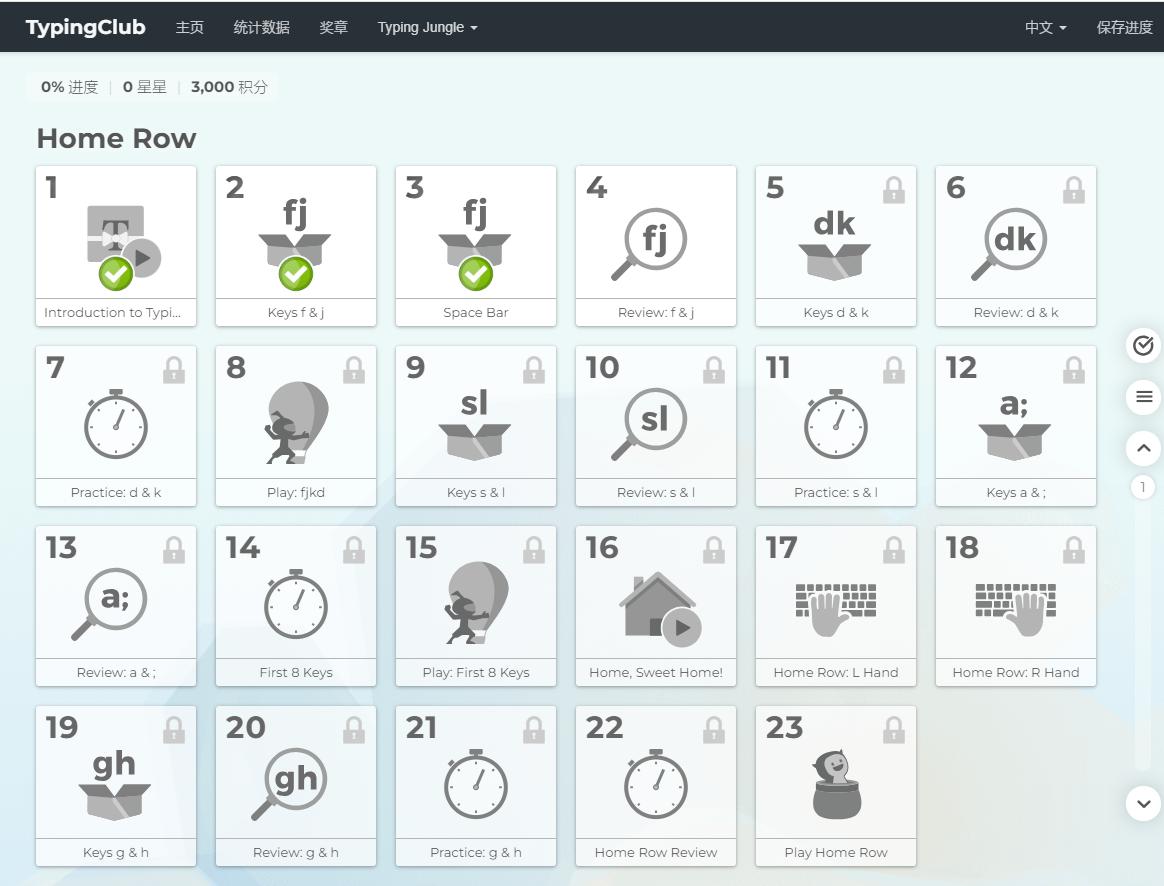 TypingClub 主页 统计数据 奖章 Typing Jungle 中文 保存进度
0% 进度 | 0 星星 | 3,000 积分
Home Row
1 2 3 4 5 6
T fj fj fj dk dk
Introduction to Typi... Keys f & j Space Bar Review: f & j Keys d & k Review: d & k
7 8 9 10 11 12
sl sl a;
Practice: d & k Play: fjkd Keys s & l Review: s & l Practice: s & l Keys a & ;
1
13 14 15 16 17 18
a;
Review: a & ; First 8 Keys Play: First 8 Keys Home, Sweet Home! Home Row: L Hand Home Row: R Hand
19 20 21 22 23
gh gh
Keys g & h Review: g & h Practice: g & h Home Row Review Play Home Row